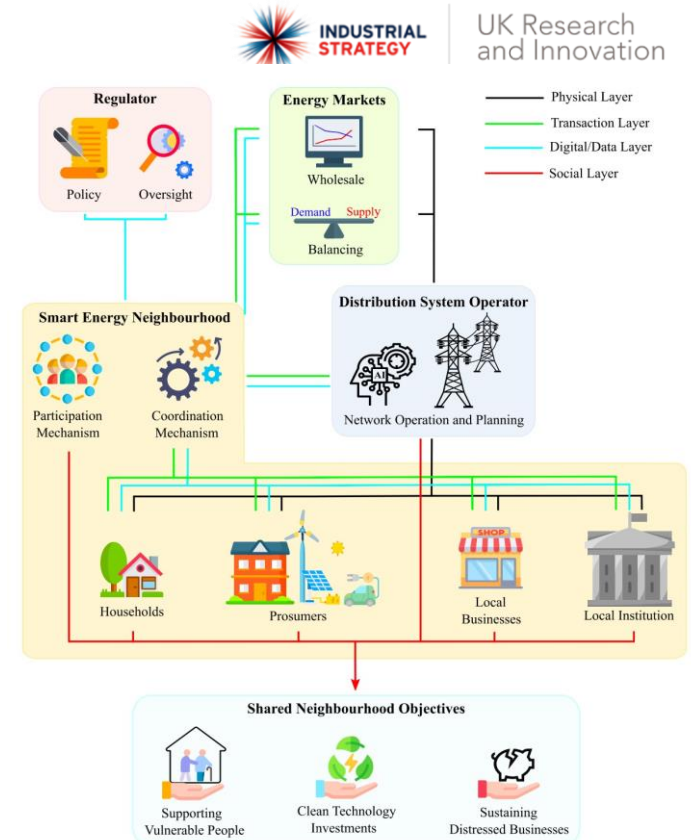 INDUSTRIAL
STRATEGY
UK Research
and Innovation
Regulator
Policy
Oversight
Energy Markets
Wholesale
Demand
Supply
Balancing
Physical Layer
Transaction Layer
Digital/Data Layer
Social Layer
Smart Energy Neighbourhood
Participation
Mechanism
Coordination
Mechanism
Distribution System Operator
AI
Network Operation and Planning
Households
Prosumers
SHOP
Local
Businesses
Local Institution
Shared Neighbourhood Objectives
Supporting
Vulnerable People
Clean Technology
Investments
Sustaining
Distressed Businesses